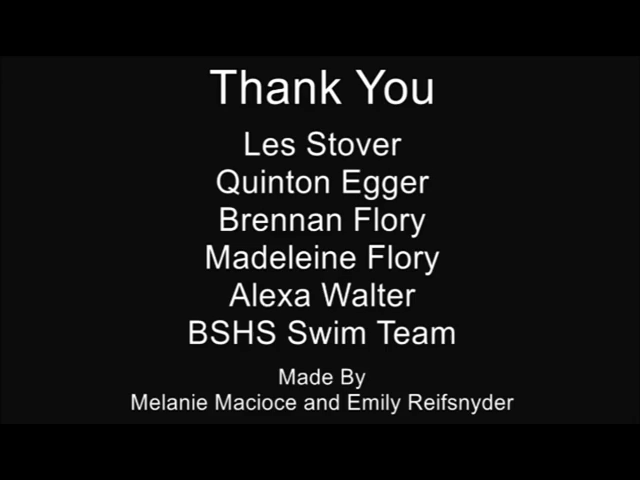 Thank You
Les Stover
Quinton Egger
Brennan Flory
Madeleine Flory
Alexa Walter
BSHS Swim Team
Made By
Melanie Macioce and Emily Reifsnyder